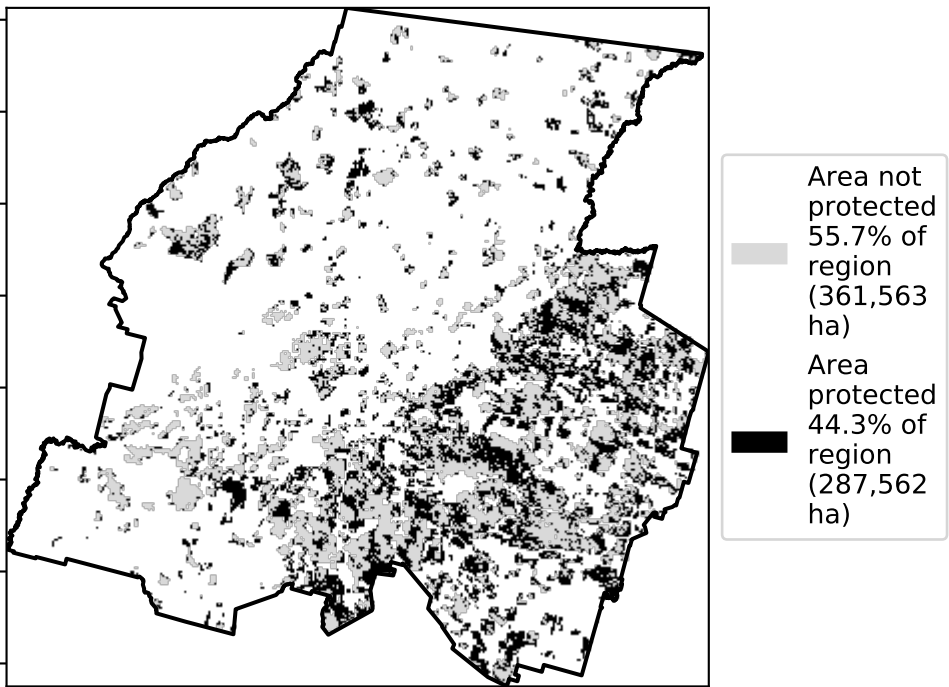 Area not
protected
55.7% of
region
(361,563
ha)
Area
protected
44.3% of
region
(287,562
ha)